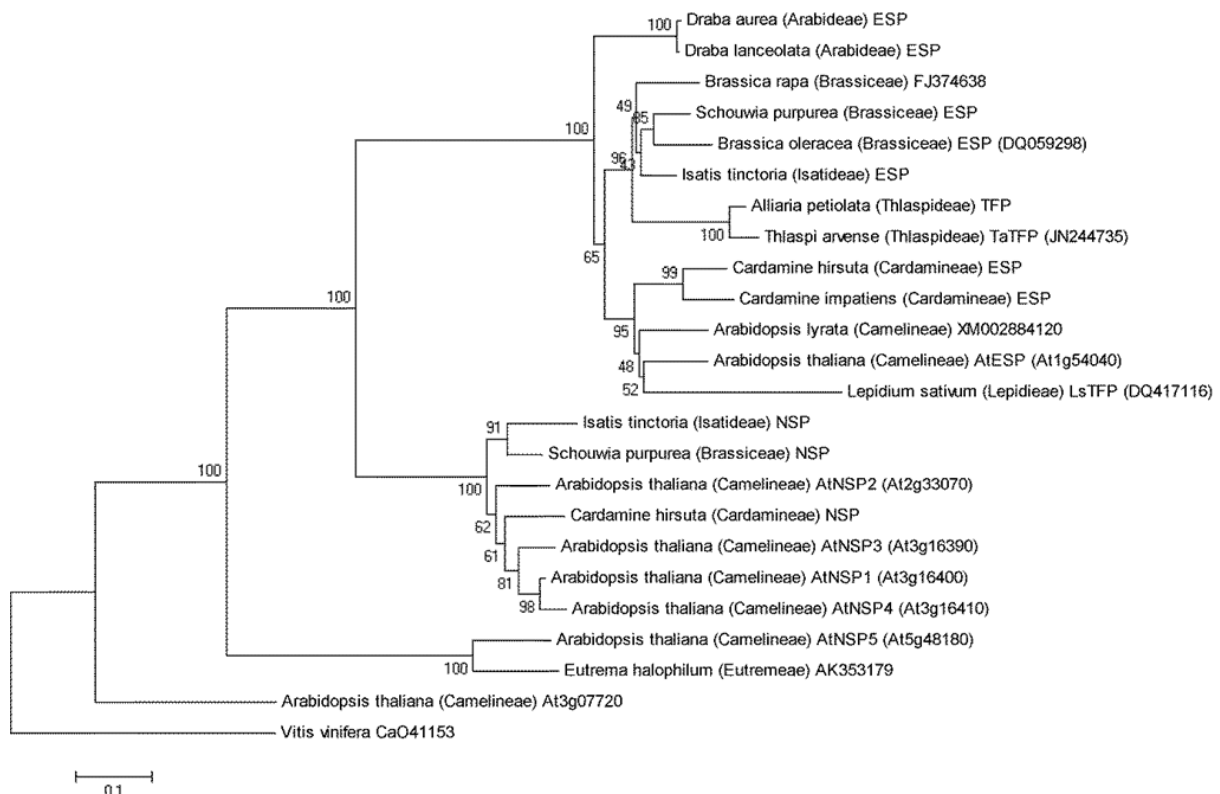 100
Draba aurea (Arabideae) ESP
Draba lanceolata (Arabideae) ESP
Brassica rapa (Brassiceae) FJ374638
49
85
Schouwia purpurea (Brassiceae) ESP
100
Brassica oleracea (Brassiceae) ESP (DQ059298)
96
43
Isatis tinctoria (Isatideae) ESP
Alliaria petiolata (Thlaspideae) TFP
100
Thlaspi arvense (Thlaspideae) TaTFP (JN244735)
65
99
Cardamine hirsuta (Cardamineae) ESP
100
Cardamine impatiens (Cardamineae) ESP
95
Arabidopsis lyrata (Camelineae) XM002884120
48
Arabidopsis thaliana (Camelineae) AtESP (At1g54040)
52
Lepidium sativum (Lepidieae) LsTFP (DQ417116)
91
Isatis tinctoria (Isatideae) NSP
Schouwia purpurea (Brassiceae) NSP
100
100
Arabidopsis thaliana (Camelineae) AtNSP2 (At2g33070)
62
Cardamine hirsuta (Cardamineae) NSP
61
Arabidopsis thaliana (Camelineae) AtNSP3 (At3g16390)
81
Arabidopsis thaliana (Camelineae) AtNSP1 (At3g16400)
98
Arabidopsis thaliana (Camelineae) AtNSP4 (At3g16410)
Arabidopsis thaliana (Camelineae) AtNSP5 (At5g48180)
100
Eutrema halophilum (Eutremeae) AK353179
Arabidopsis thaliana (Camelineae) At3g07720
Vitis vinifera CaO41153
0.1